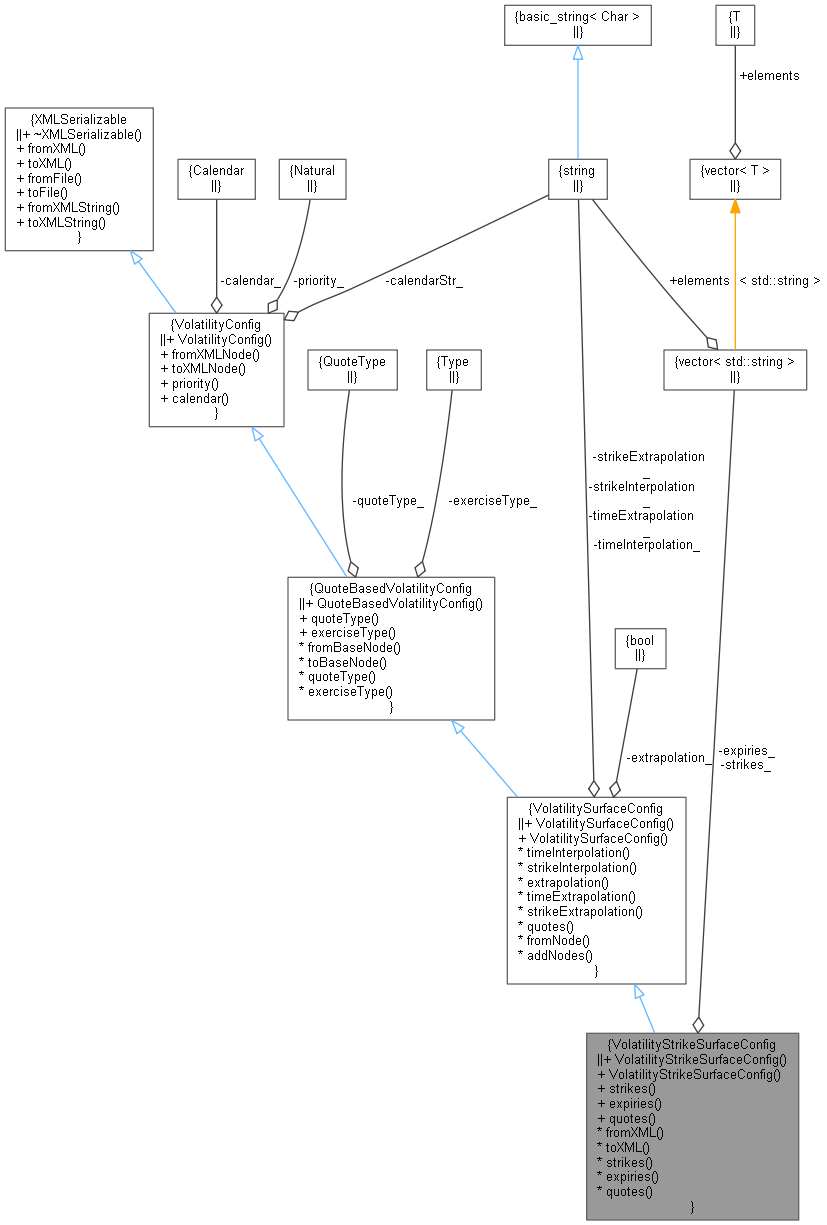 {basic_string< Char >
||}
{T
||}
+elements
{XMLSerializable
||+ ~XMLSerializable()
+ fromXML()
+ toXML()
+ fromFile()
+ toFile()
+ fromXMLString()
+ toXMLString()
}
{Calendar
||}
{Natural
||}
{string
||}
{vector< T >
||}
-calendar_
-priority_
-calendarStr_
+elements
< std::string >
{VolatilityConfig
||+ VolatilityConfig()
+ fromXMLNode()
+ toXMLNode()
+ priority()
+ calendar()
}
{QuoteType
||}
{Type
||}
{vector< std::string >
||}
-strikeExtrapolation
_
-strikeInterpolation
_
-timeExtrapolation
_
-timeInterpolation_
-quoteType_
-exerciseType_
{QuoteBasedVolatilityConfig
||+ QuoteBasedVolatilityConfig()
+ quoteType()
+ exerciseType()
* fromBaseNode()
* toBaseNode()
* quoteType()
* exerciseType()
}
{bool
||}
-extrapolation_
-expiries_
-strikes_
{VolatilitySurfaceConfig
||+ VolatilitySurfaceConfig()
+ VolatilitySurfaceConfig()
* timeInterpolation()
* strikeInterpolation()
* extrapolation()
* timeExtrapolation()
* strikeExtrapolation()
* quotes()
* fromNode()
* addNodes()
}
{VolatilityStrikeSurfaceConfig
||+ VolatilityStrikeSurfaceConfig()
+ VolatilityStrikeSurfaceConfig()
+ strikes()
+ expiries()
+ quotes()
* fromXML()
* toXML()
* strikes()
* expiries()
* quotes()
}